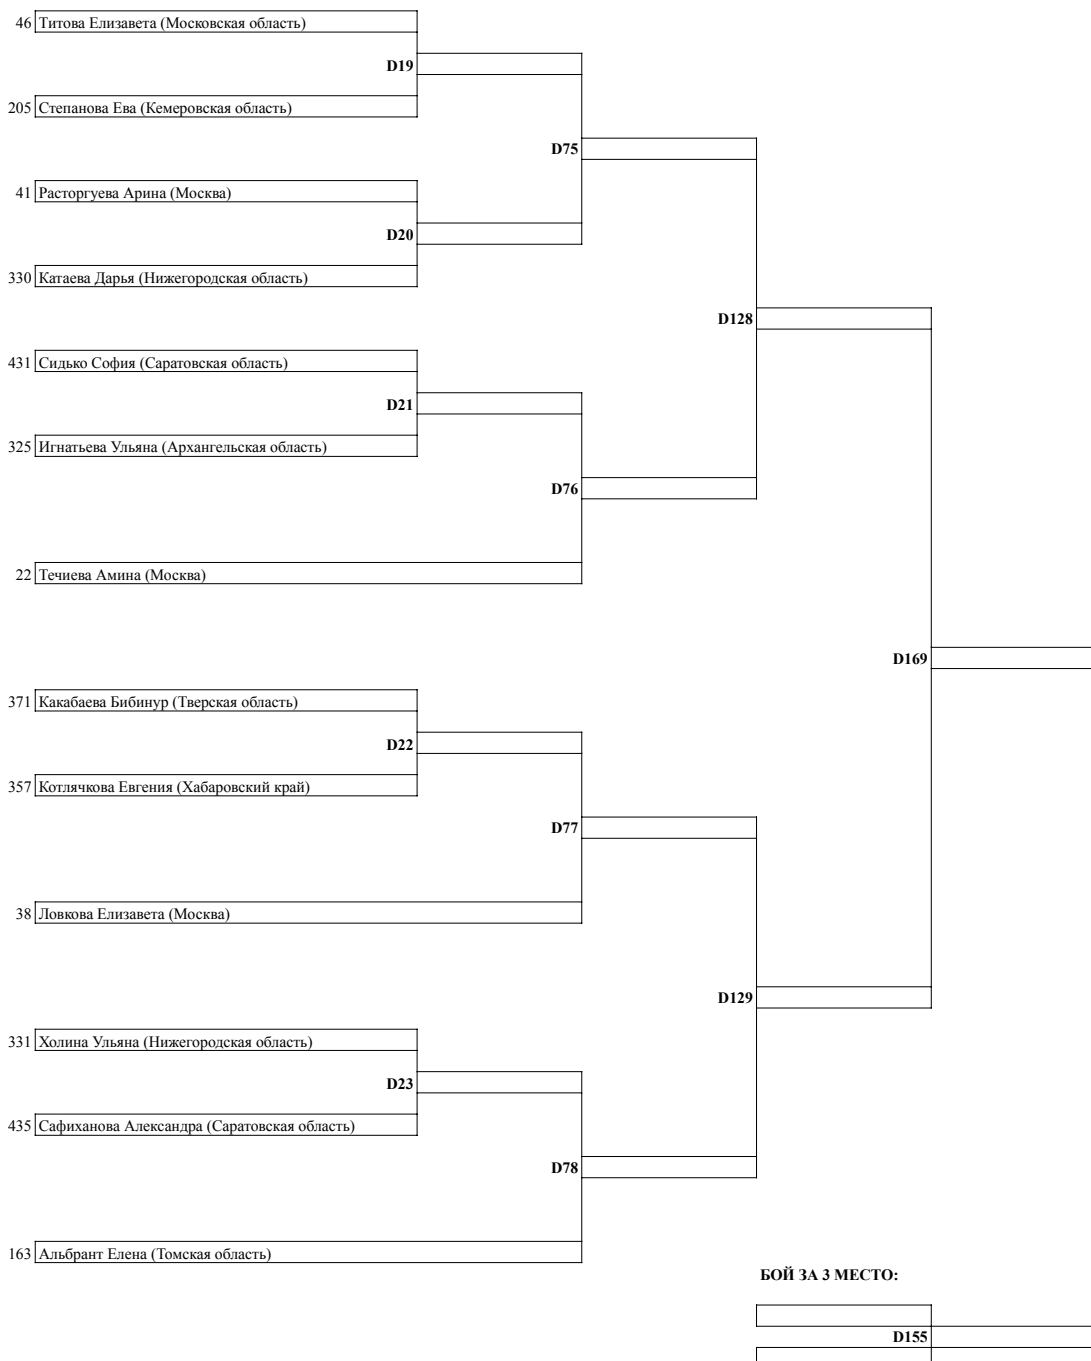 46 Титова Елизавета (Московская область)
D19
205 Степанова Ева (Кемеровская область)
D75
41 Расторгуева Арина (Москва)
D20
330 Катаева Дарья (Нижегородская область)
D128
431 Сидько София (Саратовская область)
D21
325 Игнатьева Ульяна (Архангельская область)
D76
22 Течиева Амина (Москва)
D169
371 Какабаева Бибинур (Тверская область)
D22
357 Котлячкова Евгения (Хабаровский край)
D77
38 Ловкова Елизавета (Москва)
D129
331 Холина Ульяна (Нижегородская область)
D23
435 Сафиханова Александра (Саратовская область)
D78
163 Альбрант Елена (Томская область)
БОЙ ЗА 3 МЕСТО:
D155